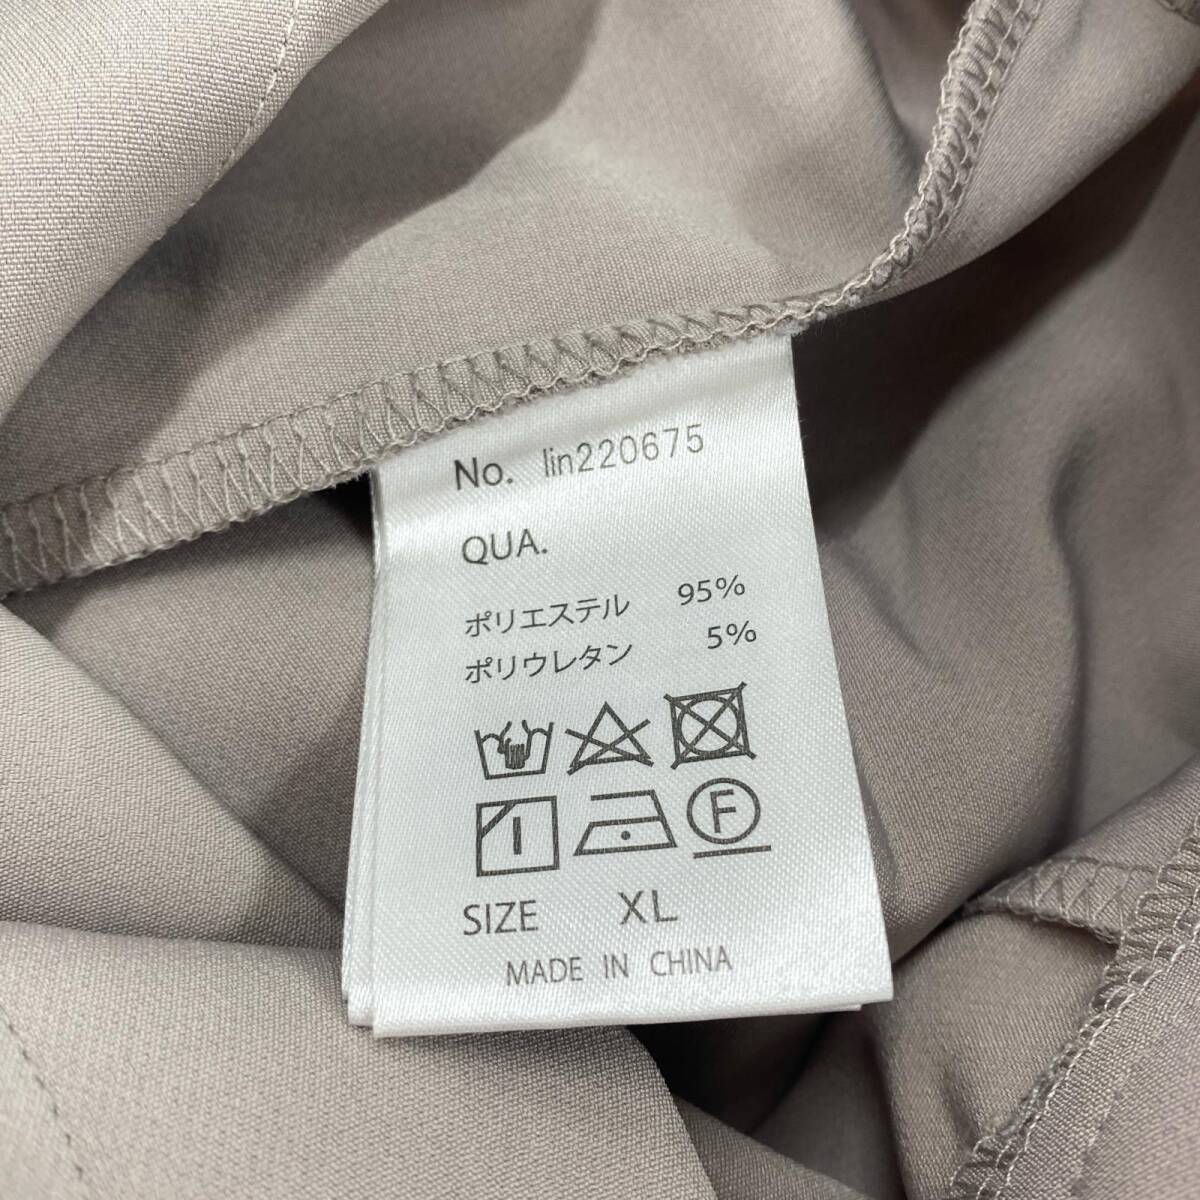 No. lin220675
QUA.
ポリエステル 95%
ポリウレタン 5%
F
SIZE XL
MADE IN CHINA